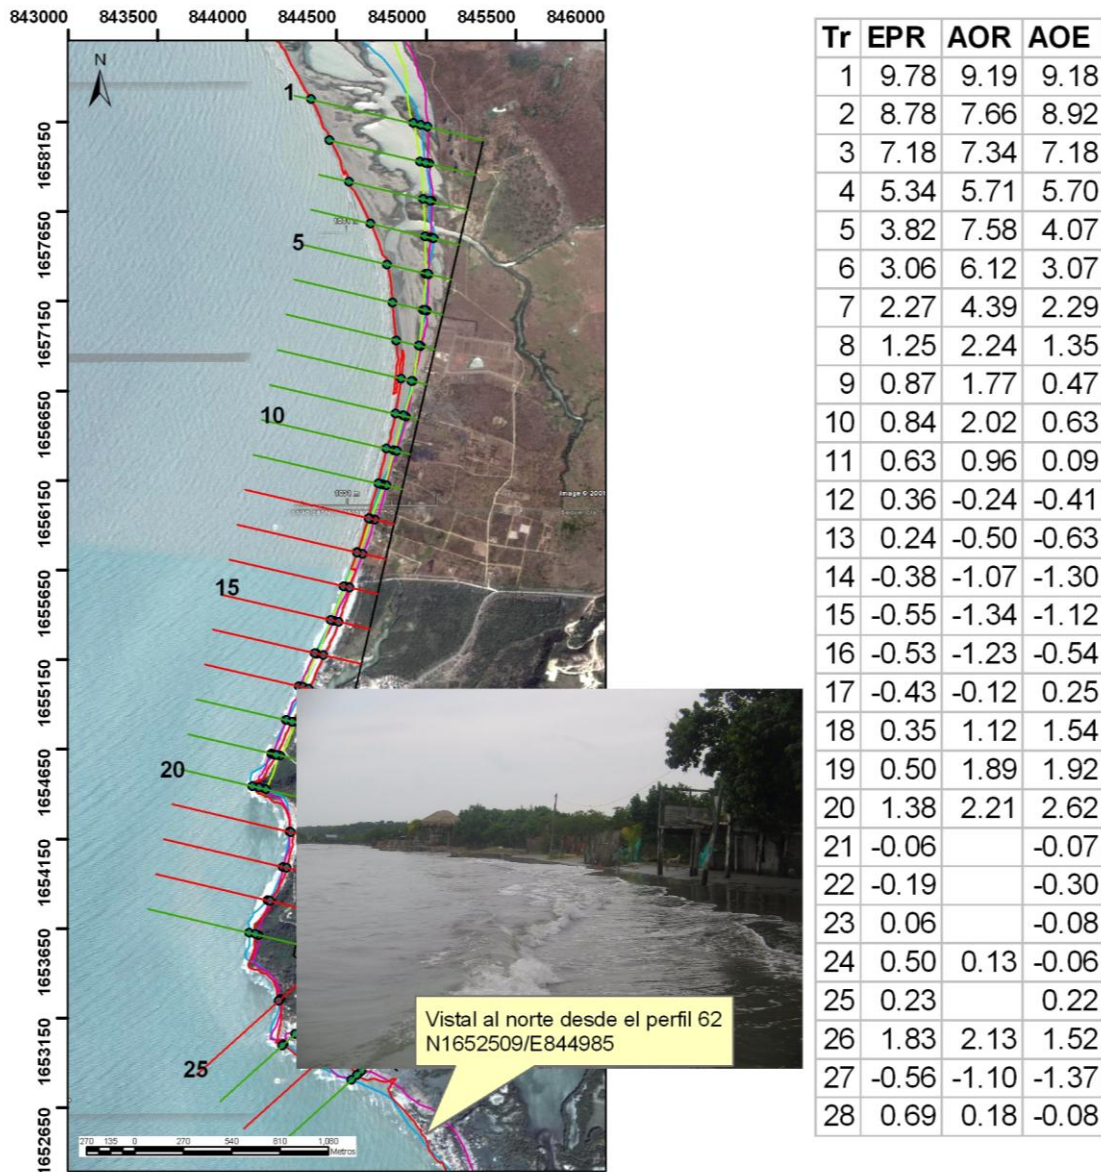 843000 843500 844000 844500 845000 845500 846000
N
1
1658150
1657650
5
1657150
1656650
10
1656150
15
1655650
1655150
1654650
20
1654150
1653650
25
1653150
1652650
Image © 200
270 135 0 270 540 810 1,080
Metros
Vistal al norte desde el perfil 62
N1652509/E844985
Tr EPR AOR AOE
1 9.78 9.19 9.18
2 8.78 7.66 8.92
3 7.18 7.34 7.18
4 5.34 5.71 5.70
5 3.82 7.58 4.07
6 3.06 6.12 3.07
7 2.27 4.39 2.29
8 1.25 2.24 1.35
9 0.87 1.77 0.47
10 0.84 2.02 0.63
11 0.63 0.96 0.09
12 0.36 -0.24 -0.41
13 0.24 -0.50 -0.63
14 -0.38 -1.07 -1.30
15 -0.55 -1.34 -1.12
16 -0.53 -1.23 -0.54
17 -0.43 -0.12 0.25
18 0.35 1.12 1.54
19 0.50 1.89 1.92
20 1.38 2.21 2.62
21 -0.06 -0.07
22 -0.19 -0.30
23 0.06 -0.08
24 0.50 0.13 -0.06
25 0.23 0.22
26 1.83 2.13 1.52
27 -0.56 -1.10 -1.37
28 0.69 0.18 -0.08